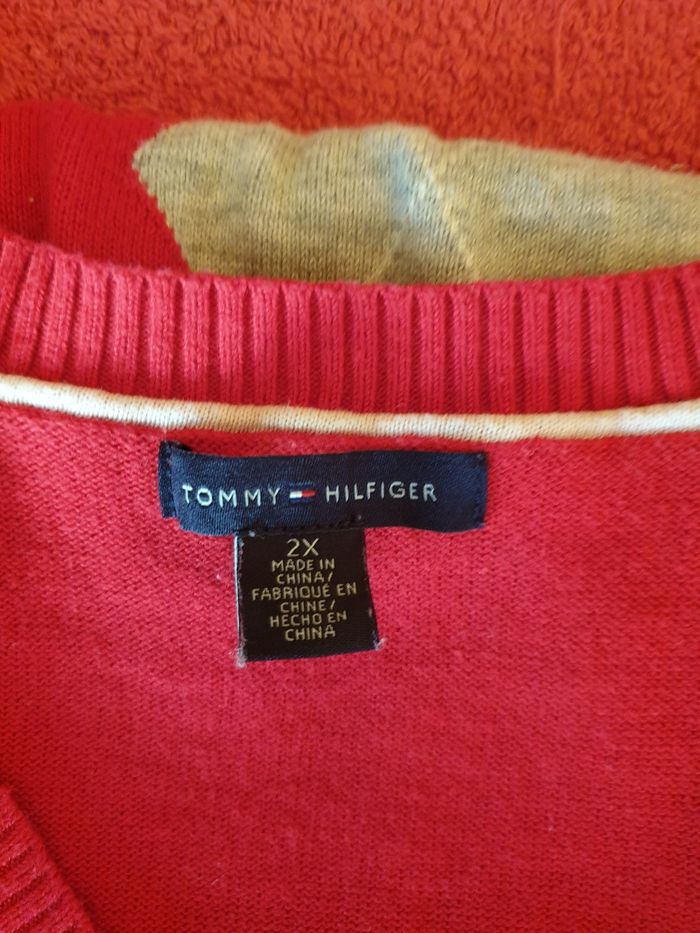 TOMMY HILFIGER
2X
MADE IN
CHINA/
FABRIQUÉ EN
CHINE/
HECHO EN
CHINA